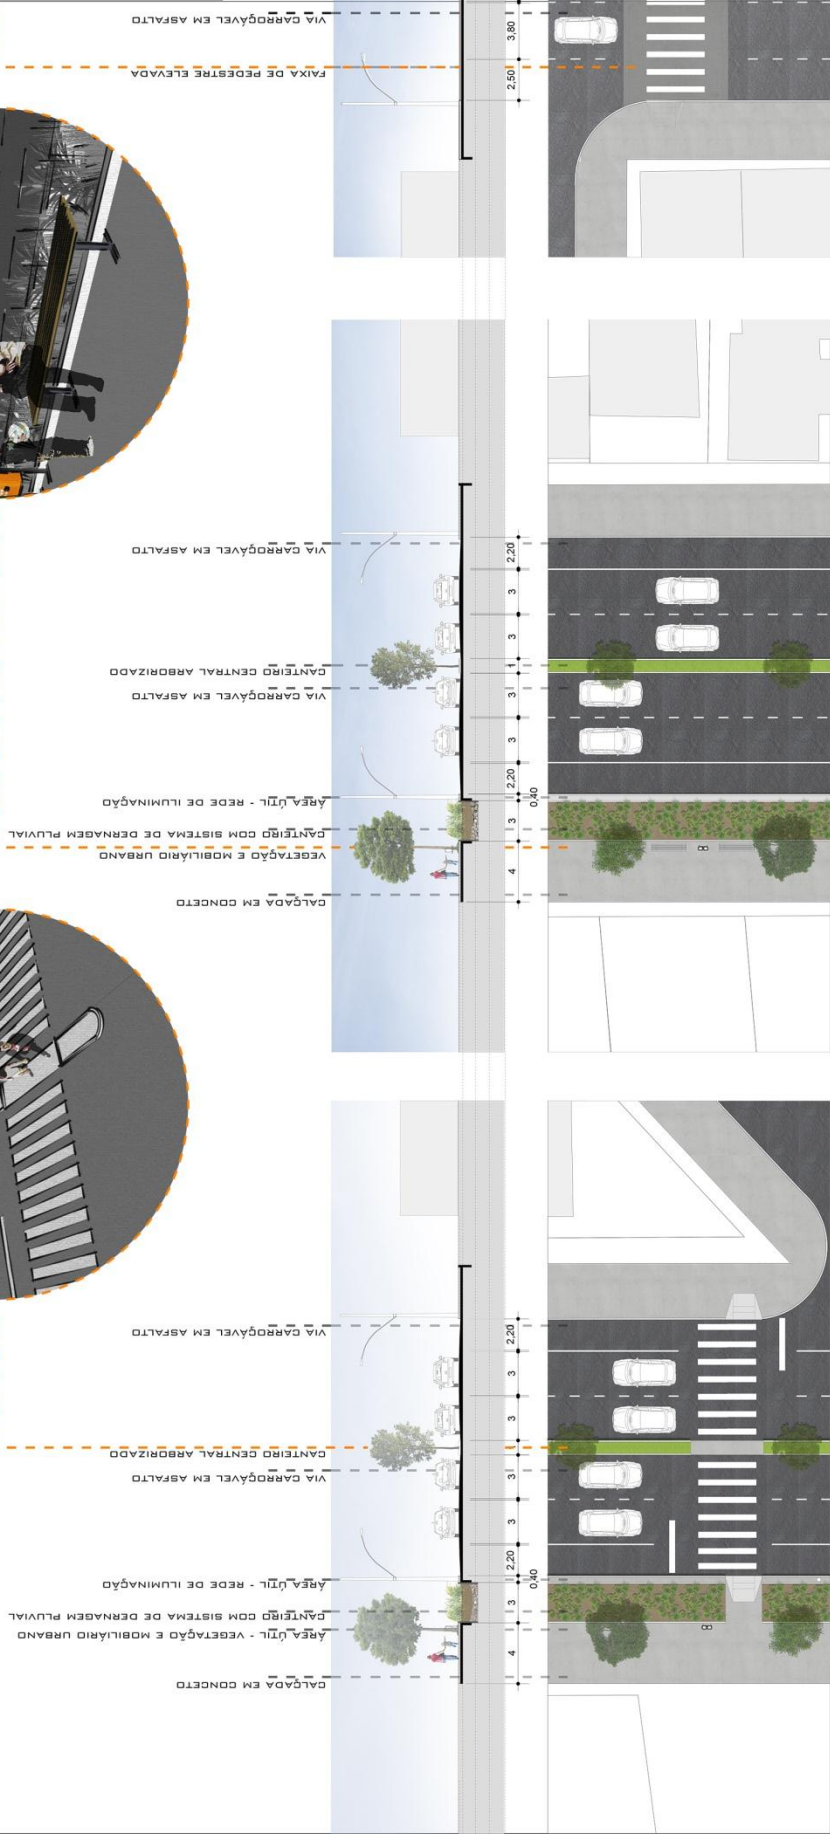 VIA CARROÇÁVEL EM ASFALTO
FAIXA DE PEDESTRE ELEVADA
3,80
2,50
VIA CARROÇÁVEL EM ASFALTO
CANTEIRO CENTRAL ARBORIZADO
VIA CARROÇÁVEL EM ASFALTO
ÁREA ÚTIL - REDE DE ILUMINAÇÃO
CANTEIRO COM SISTEMA DE DERNAGEM PLUVIAL
VEGETAÇÃO E MOBILIÁRIO URBANO
CALÇADA EM CONCETO
2,20
3
3
1
3
3
2,20
0,40
3
4
VIA CARROÇÁVEL EM ASFALTO
CANTEIRO CENTRAL ARBORIZADO
VIA CARROÇÁVEL EM ASFALTO
ÁREA ÚTIL - REDE DE ILUMINAÇÃO
CANTEIRO COM SISTEMA DE DERNAGEM PLUVIAL
ÁREA ÚTIL - VEGETAÇÃO E MOBILIÁRIO URBANO
CALÇADA EM CONCETO
2,20
3
3
3
3
2,20
0,40
3
4